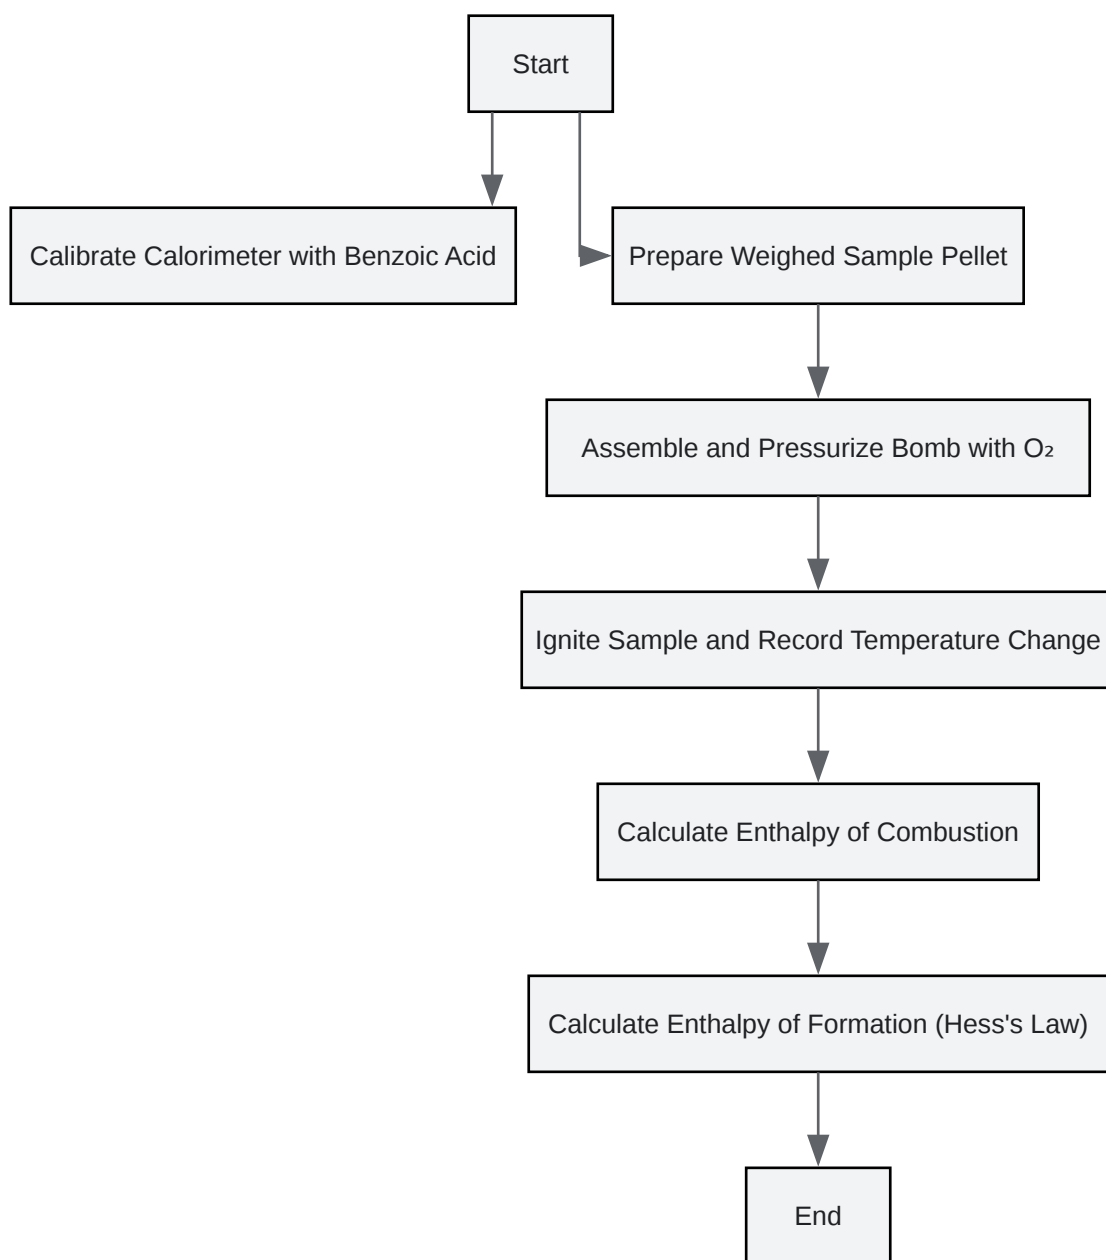 Start
Calibrate Calorimeter with Benzoic Acid
Prepare Weighed Sample Pellet
Assemble and Pressurize Bomb with O₂
Ignite Sample and Record Temperature Change
Calculate Enthalpy of Combustion
Calculate Enthalpy of Formation (Hess's Law)
End